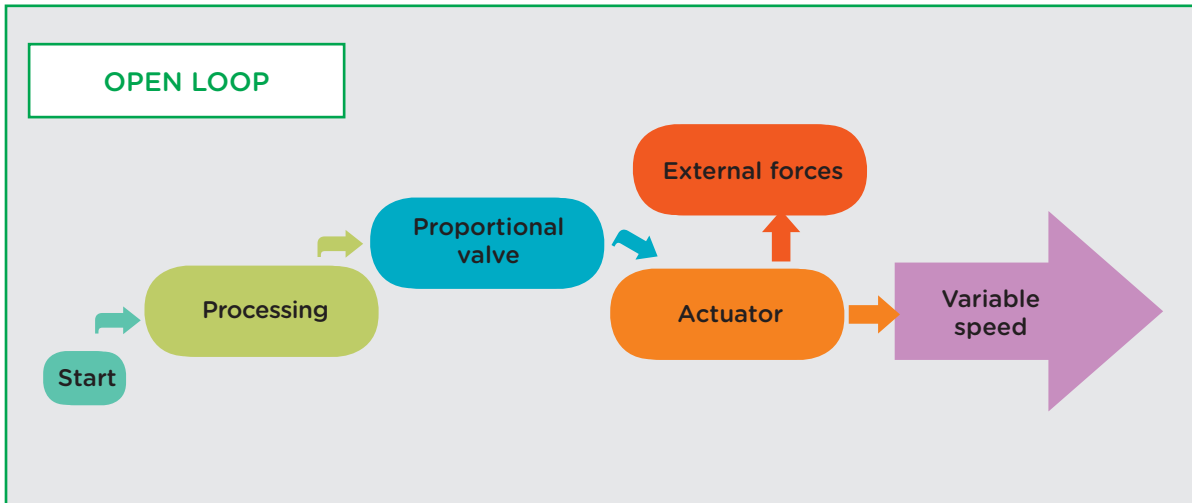 OPEN LOOP
Start
Processing
Proportional
valve
External forces
Actuator
Variable
speed